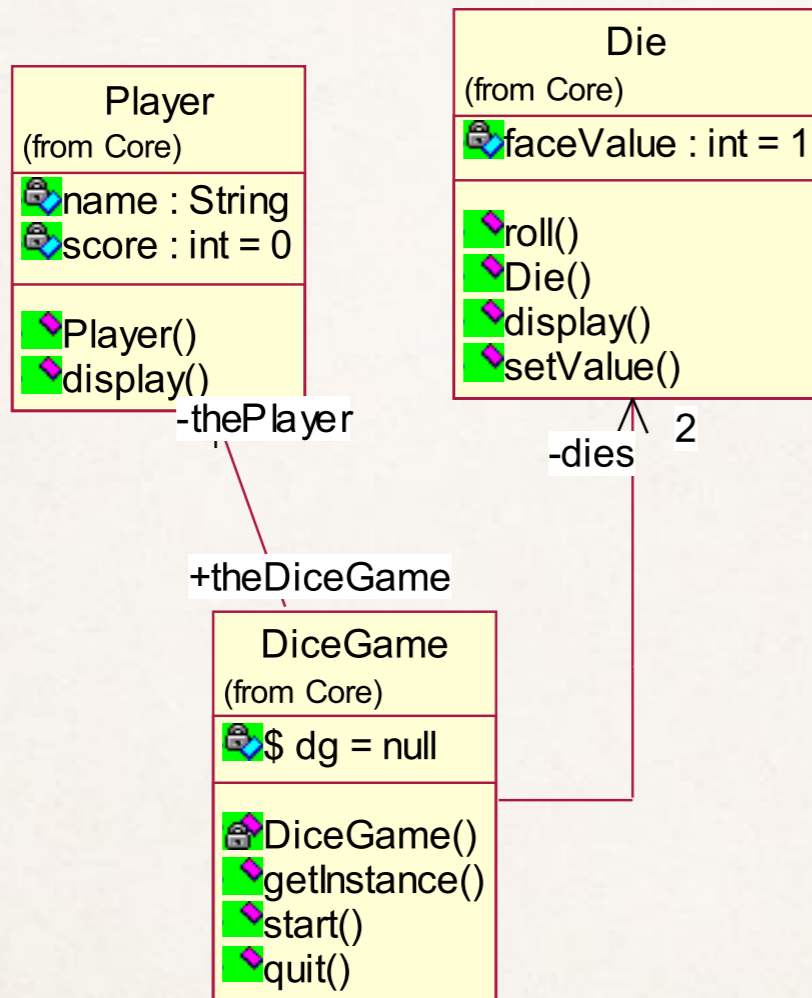 Player
(from Core)
name : String
score : int = 0
Player()
display()
-thePlayer
Die
(from Core)
faceValue : int = 1
roll()
Die()
display()
setValue()
-dies
2
+theDiceGame
DiceGame
(from Core)
$ dg = null
DiceGame()
getInstance()
start()
quit()